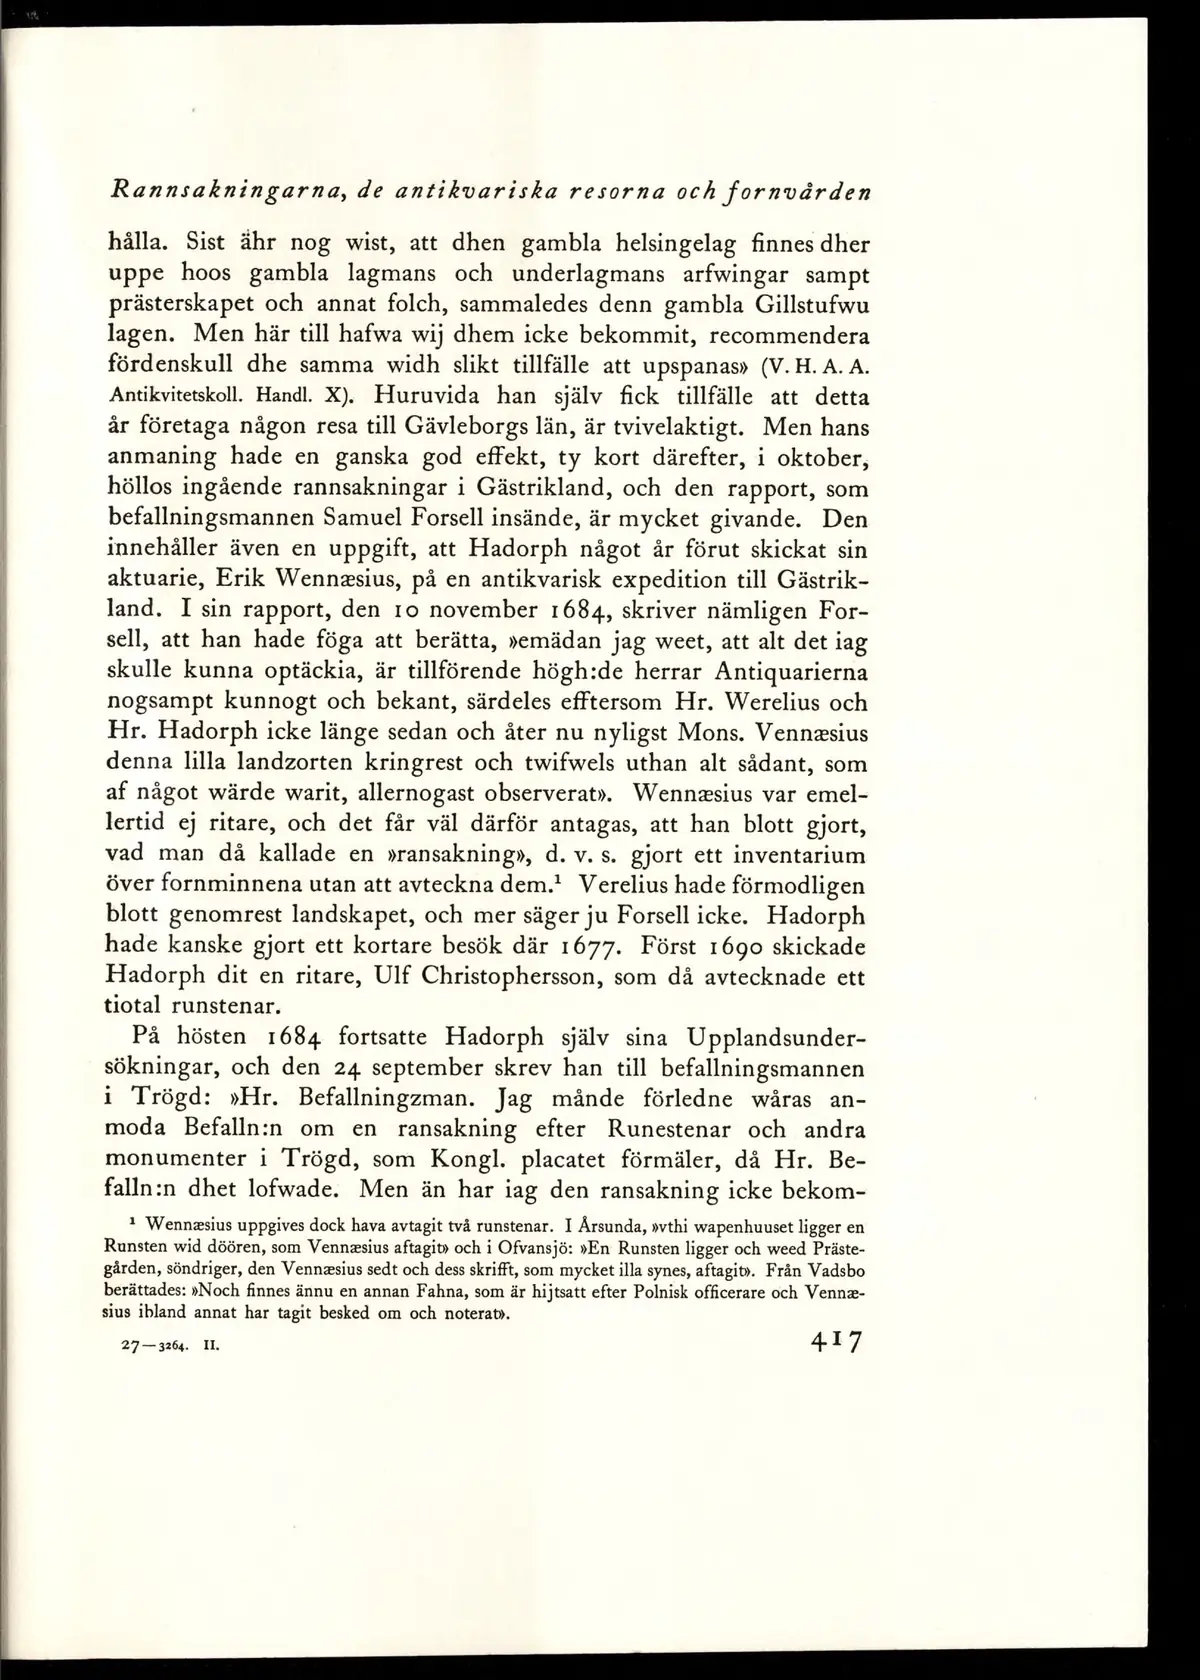 Rannsakningarna, de antikvariska resorna och fornvården
hålla. Sist ähr nog wist, att dhen gambla helsingelag finnes dher
uppe hoos gambla lagmans och underlagmans arfwingar sampt
prästerskapet och annat folch, sammaledes denn gambla Gillstufwu
lagen. Men här till hafwa wij dhem icke bekommit, recommendera
fördenskull dhe samma widh slikt tillfälle att upspanas» (V. H. A. A.
Antikvitetskoll. Handl. X). Huruvida han själv fick tillfälle att detta
år företaga någon resa till Gävleborgs län, är tvivelaktigt. Men hans
anmaning hade en ganska god effekt, ty kort därefter, i oktober,
höllos ingående rannsakningar i Gästrikland, och den rapport, som
befallningsmannen Samuel Forsell insände, är mycket givande. Den
innehåller även en uppgift, att Hadorph något år förut skickat sin
aktuarie, Erik Wennæsius, på en antikvarisk expedition till Gästrik-
land. I sin rapport, den 10 november 1684, skriver nämligen For-
sell, att han hade föga att berätta, »emädan jag weet, att alt det iag
skulle kunna optäckia, är tillförende högh:de herrar Antiquarierna
nogsampt kunnogt och bekant, särdeles efftersom Hr. Werelius och
Hr. Hadorph icke länge sedan och åter nu nyligst Mons. Vennæsius
denna lilla landzorten kringrest och twifwels uthan alt sådant, som
af något wärde warit, allernogast observerat». Wennæsius var emel-
lertid ej ritare, och det får väl därför antagas, att han blott gjort,
vad man då kallade en »ransakning», d. v. s. gjort ett inventarium
över fornminnena utan att avteckna dem.¹ Verelius hade förmodligen
blott genomrest landskapet, och mer säger ju Forsell icke. Hadorph
hade kanske gjort ett kortare besök där 1677. Först 1690 skickade
Hadorph dit en ritare, Ulf Christophersson, som då avtecknade ett
tiotal runstenar.
På hösten 1684 fortsatte Hadorph själv sina Upplandsunder-
sökningar, och den 24 september skrev han till befallningsmannen
i Trögd: »Hr. Befallningzman. Jag månde förledne wåras an-
moda Befalln:n om en ransakning efter Runestenar och andra
monumenter i Trögd, som Kongl. placatet förmäler, då Hr. Be-
falln:n dhet lofwade. Men än har iag den ransakning icke bekom-
¹ Wennæsius uppgives dock hava avtagit två runstenar. I Årsunda, »vthi wapenhuuset ligger en
Runsten wid döören, som Vennæsius aftagit» och i Ofvansjö: »En Runsten ligger och weed Präste-
gården, söndriger, den Vennæsius sedt och dess skrifft, som mycket illa synes, aftagit». Från Vadsbo
berättades: »Noch finnes ännu en annan Fahna, som är hijtsatt efter Polnisk officerare och Vennæ-
sius ibland annat har tagit besked om och noterat».
27—3264. II.
417